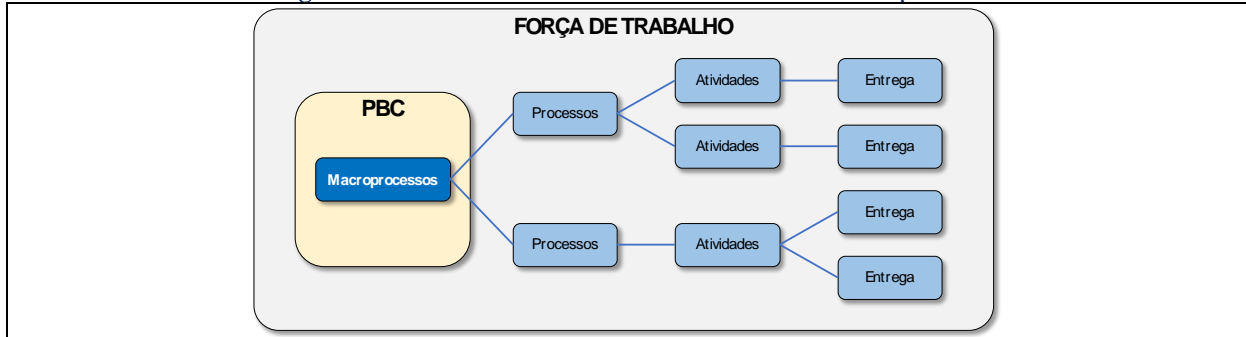 FORÇA DE TRABALHO
Atividades
Entrega
PBC
Processos
Atividades
Entrega
Macroprocessos
Entrega
Processos
Atividades
Entrega